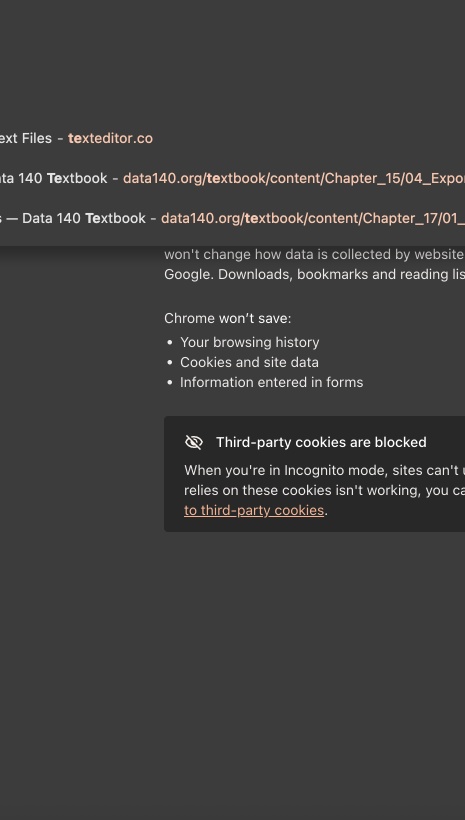 ext Files - texteditor.co
ata 140 Textbook - data140.org/textbook/content/Chapter_15/04_Expo
s — Data 140 Textbook - data140.org/textbook/content/Chapter_17/01_
won't change how data is collected by website
Google. Downloads, bookmarks and reading lis
Chrome won't save:
• Your browsing history
• Cookies and site data
• Information entered in forms
Third-party cookies are blocked
When you're in Incognito mode, sites can't u
relies on these cookies isn't working, you ca
to third-party cookies.